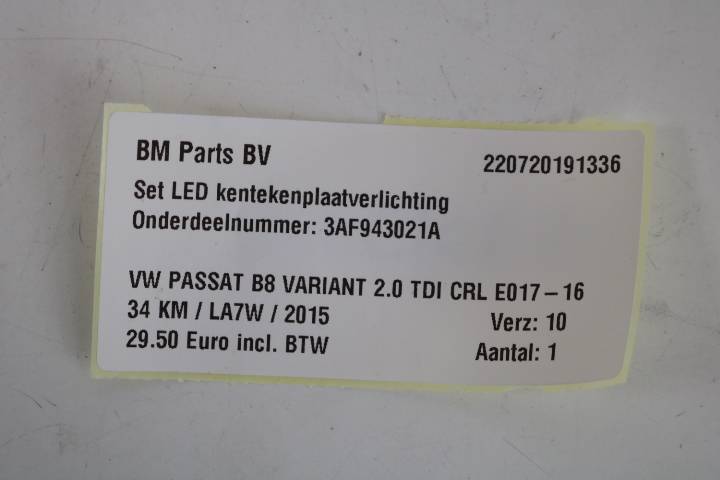 BM Parts BV 220720191336
Set LED kentekenplaatverlichting
Onderdeelnummer: 3AF943021A
VW PASSAT B8 VARIANT 2.0 TDI CRL E017-16
34 KM / LA7W / 2015 Verz: 10
29.50 Euro incl. BTW Aantal: 1